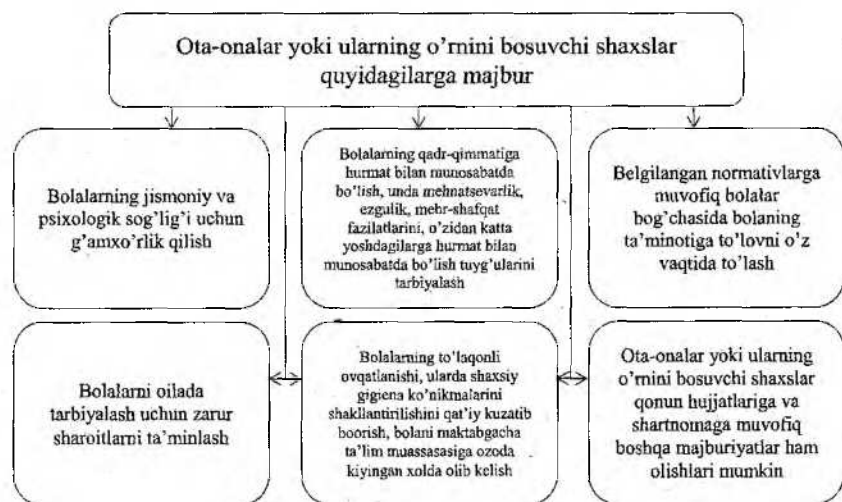 Ota-onalar yoki ularning o’rnini bosuvchi shaxslar
quyidagilarga majbur
Bolalarning jismoniy va
psixologik sog’lig’i uchun
g’amxo’rlik qilish
Bolalarning qadr-qimmatiga
hurmat bilan munosabatda
bo’lish, unda mehnatsevarlik,
ezgulik, mehr-shafqat
fazilatlarini, o’zidan katta
yoshdagilarga hurmat bilan
munosabatda bo’lish tuyg’ularini
tarbiyalash
Belgilangan normativlarga
muvofiq bolalar
bog’chasida bolaning
ta’minotiga to’lovni o’z
vaqtida to’lash
Bolalarni oilada
tarbiyalash uchun zarur
sharoitlarni ta’minlash
Bolalarning to’laqonli
ovqatlanishi, ularda shaxsiy
gigiena ko’nikmalarini
shakllantirilishini qat’iy kuzatib
boorish, bolani maktabgacha
ta’lim muassasasiga ozoda
kiyingan xolda olib kelish
Ota-onalar yoki ularning
o’rnini bosuvchi shaxslar
qonun hujjatlariga va
shartnomaga muvofiq
boshqa majburiyatlar ham
olishlari mumkin